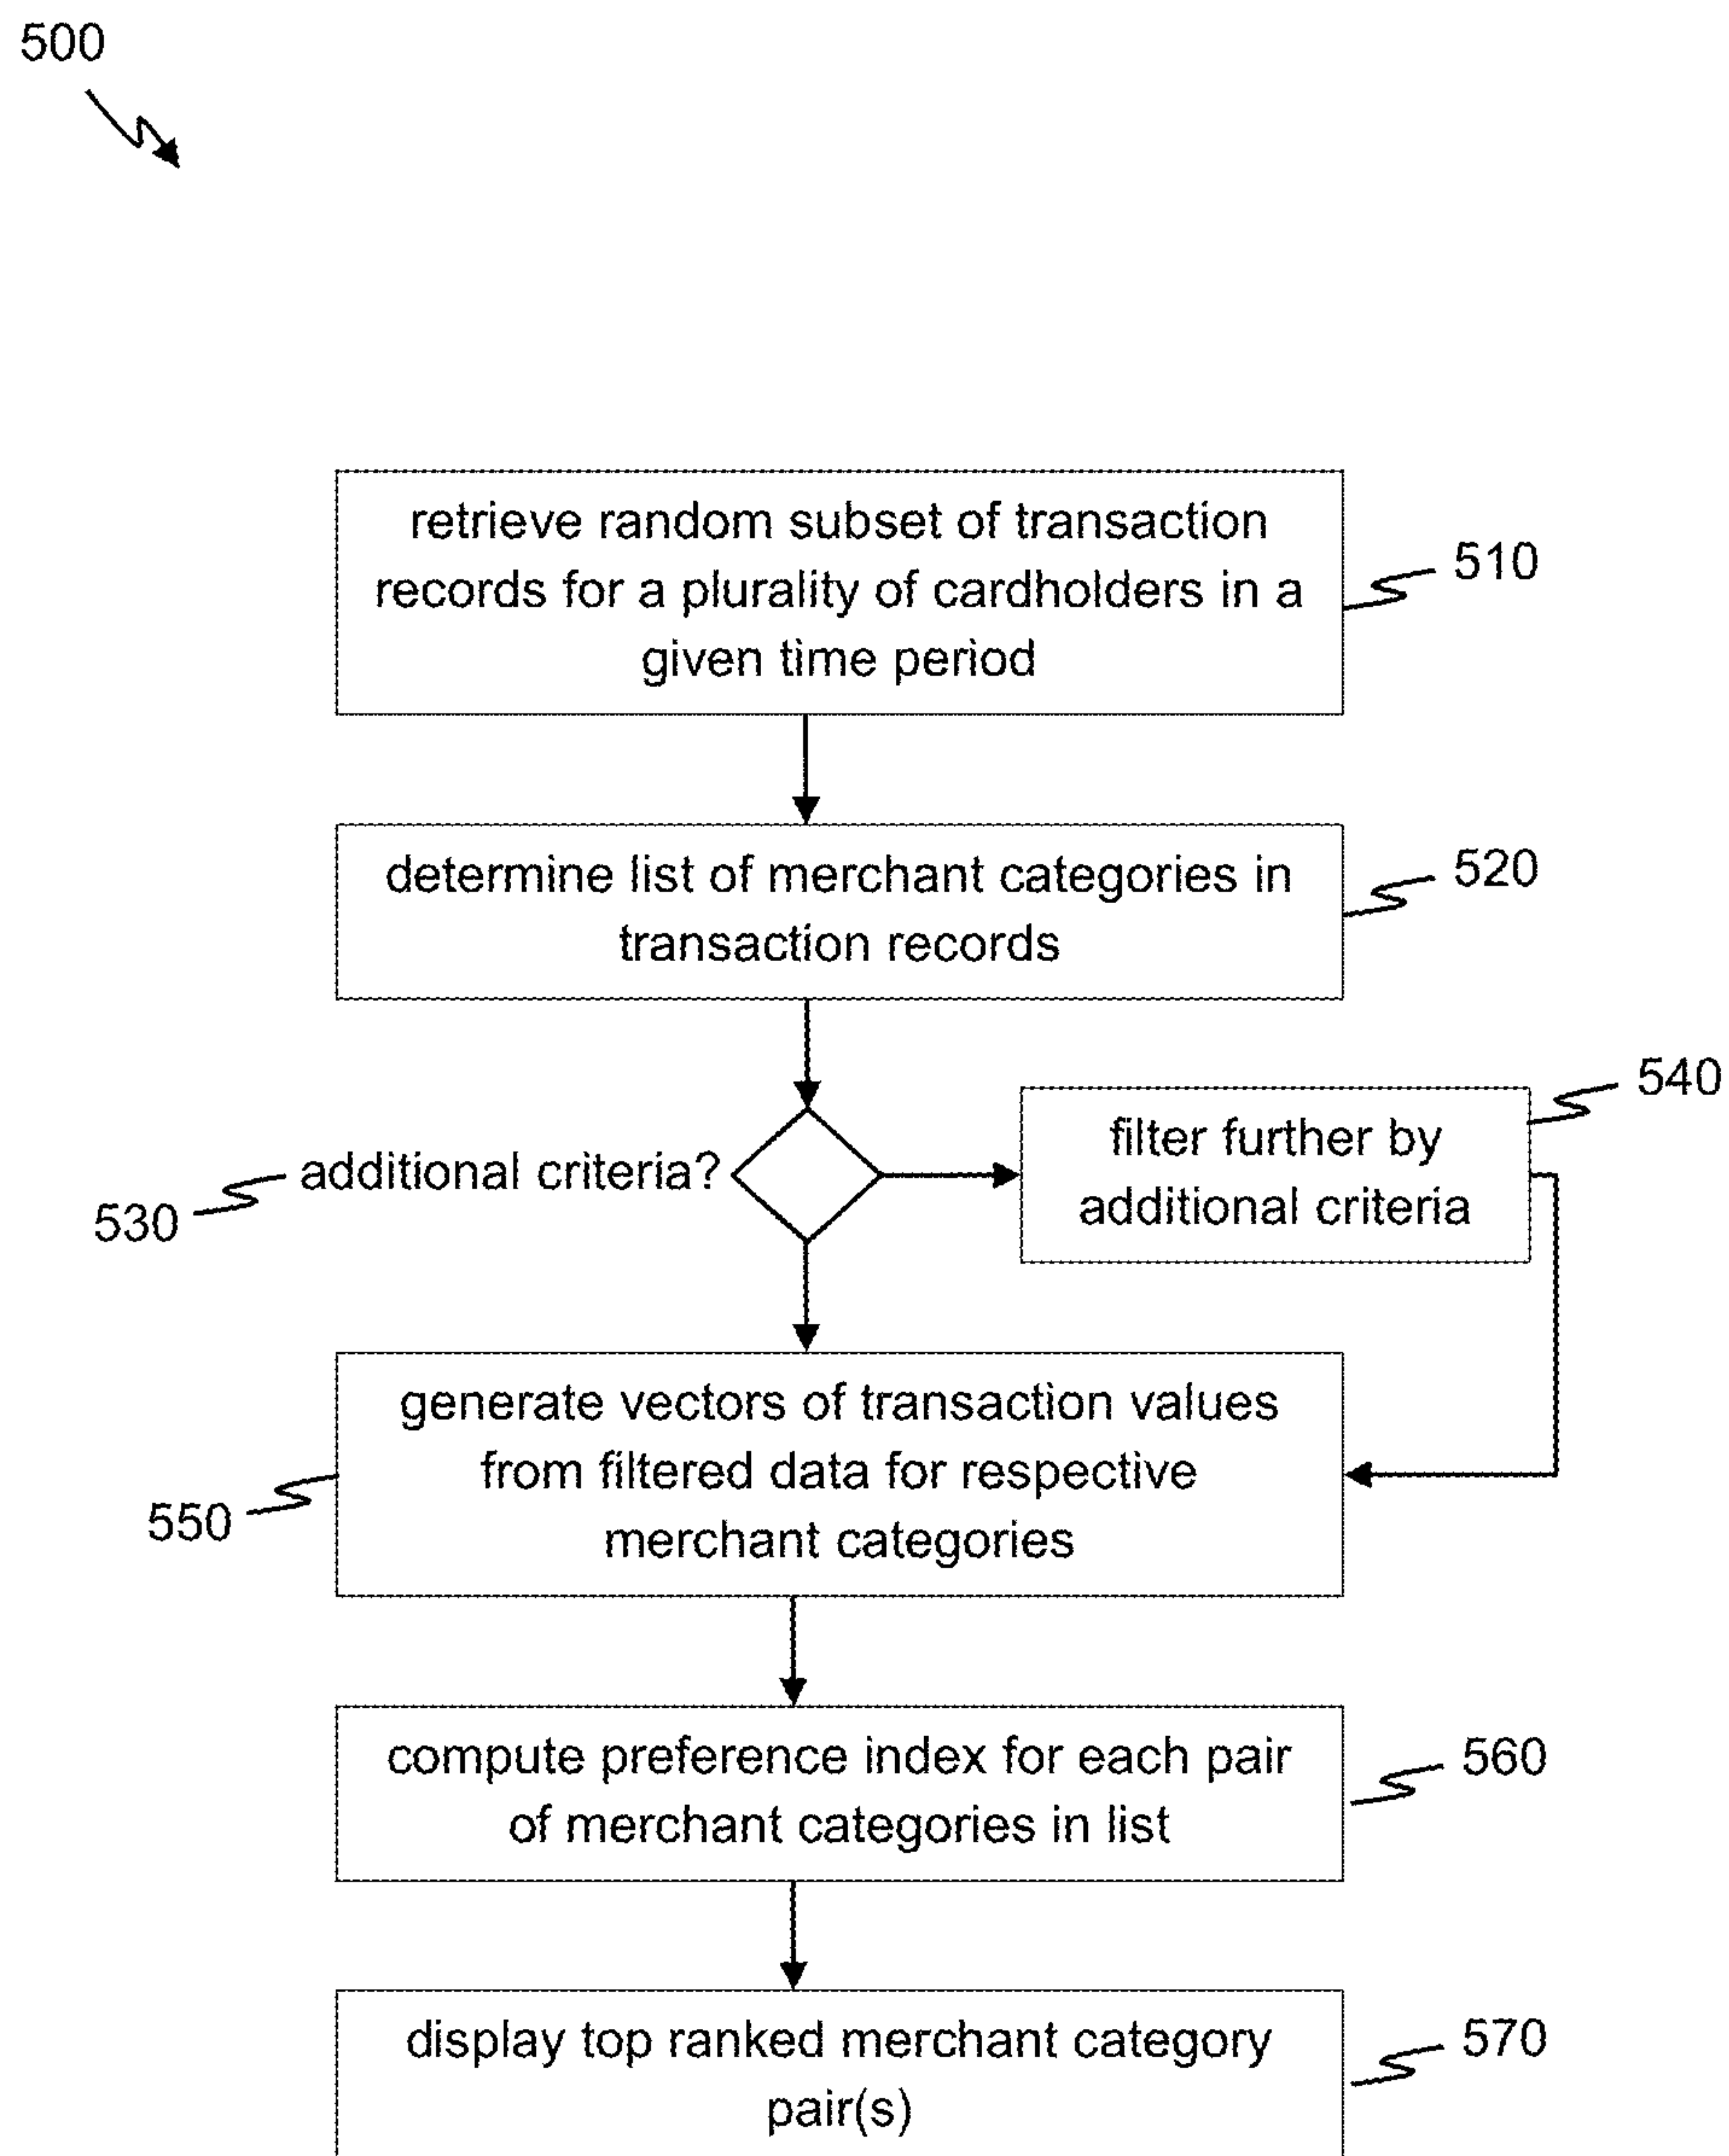 500
retrieve random subset of transaction
records for a plurality of cardholders in a
given time period
510
determine list of merchant categories in
transaction records
520
additional criteria?
530
filter further by
additional criteria
540
generate vectors of transaction values
from filtered data for respective
merchant categories
550
compute preference index for each pair
of merchant categories in list
560
display top ranked merchant category
pair(s)
570